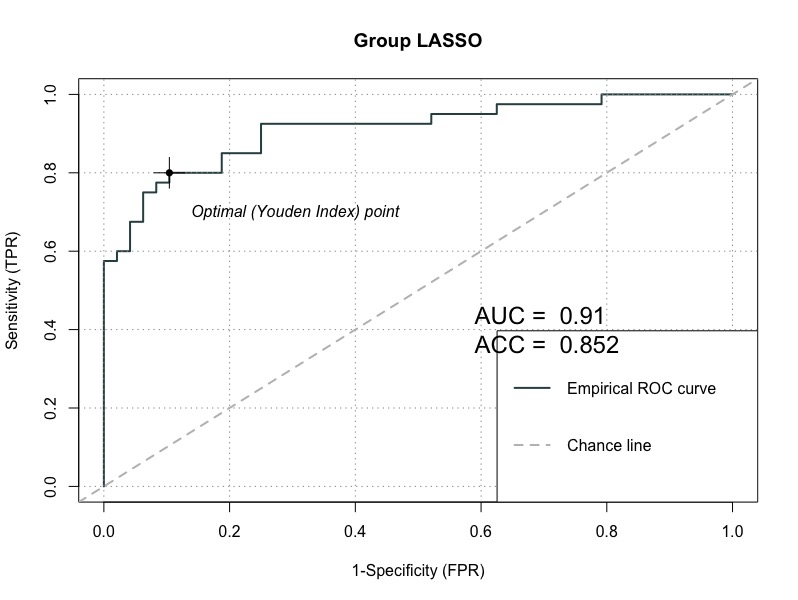 Group LASSO
Sensitivity (TPR)
1.0
0.8
0.6
0.4
0.2
0.0
Optimal (Youden Index) point
AUC = 0.91
ACC = 0.852
Empirical ROC curve
Chance line
0.0 0.2 0.4 0.6 0.8 1.0
1-Specificity (FPR)